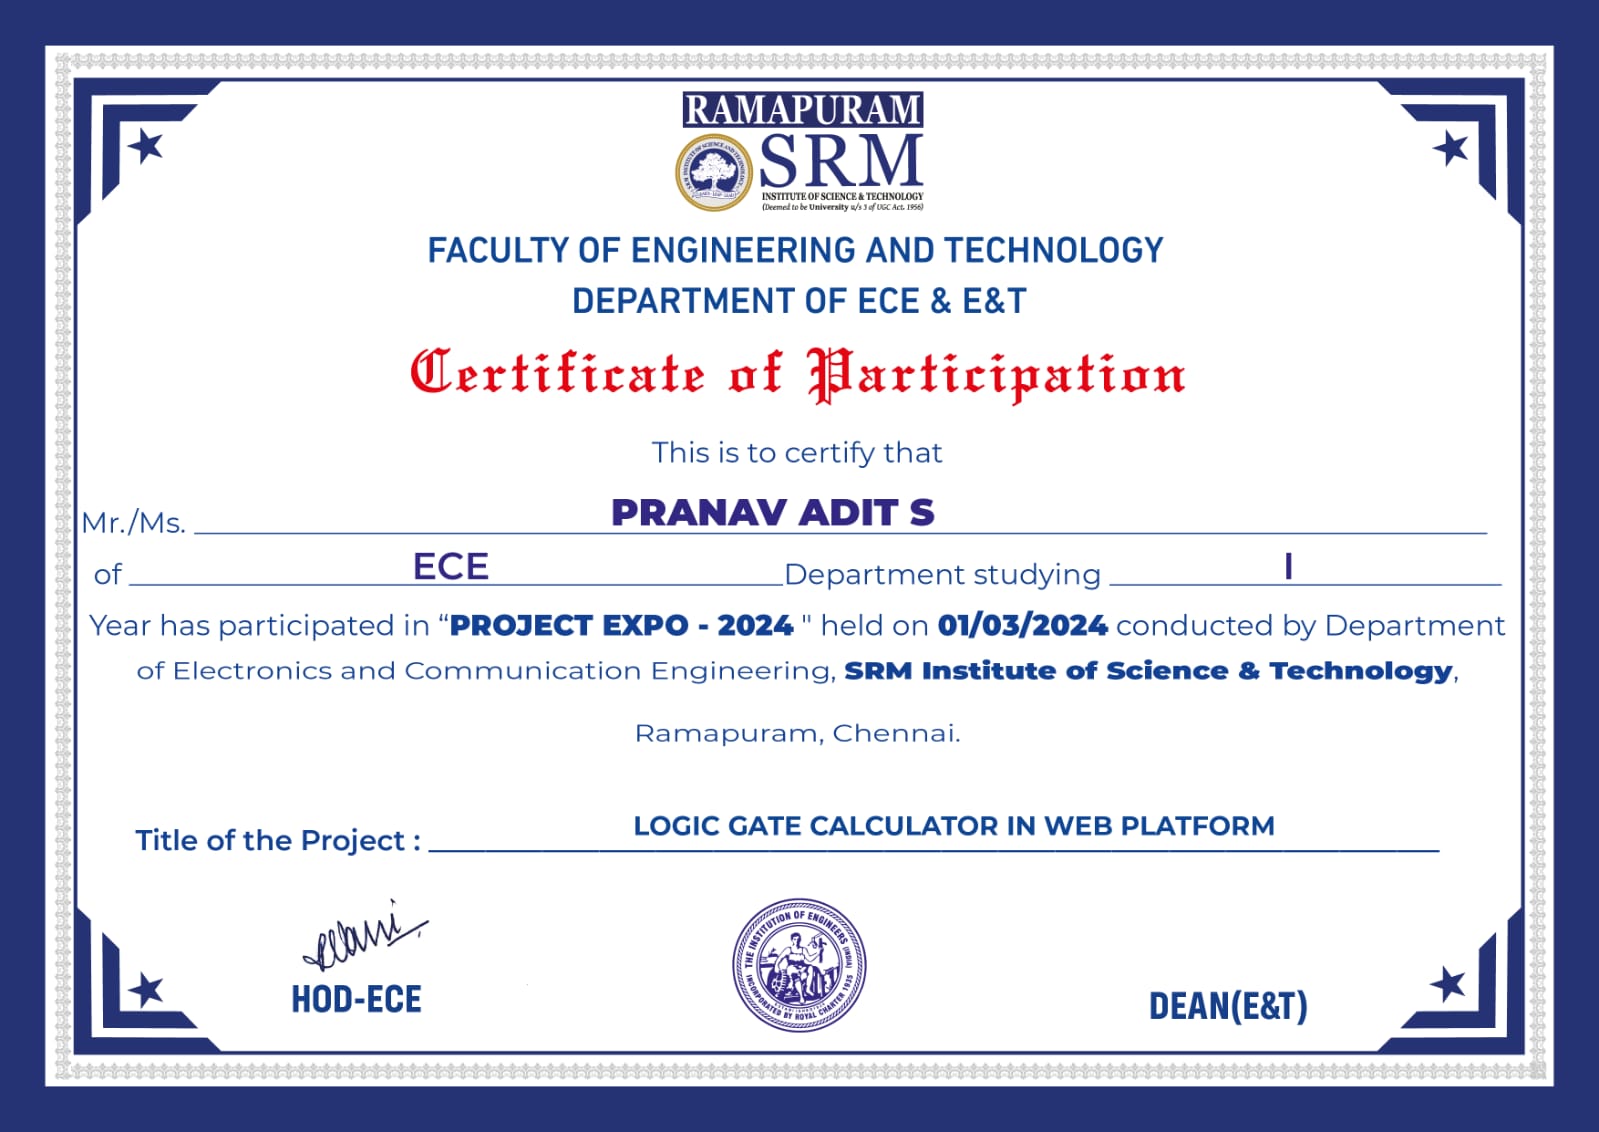 RAMAPURAM
SRM
INSTITUTE OF SCIENCE & TECHNOLOGY
(Deemed to be University u/s 3 of UGC Act, 1956)
FACULTY OF ENGINEERING AND TECHNOLOGY
DEPARTMENT OF ECE & E&T
Certificate of Participation
This is to certify that
Mr./Ms. PRANAV ADIT S
of ECE Department studying I
Year has participated in “PROJECT EXPO - 2024 " held on 01/03/2024 conducted by Department
of Electronics and Communication Engineering, SRM Institute of Science & Technology,
Ramapuram, Chennai.
Title of the Project : LOGIC GATE CALCULATOR IN WEB PLATFORM
HOD-ECE
THE INSTITUTION OF ENGINEERS (INDIA)
INCORPORATED BY ROYAL CHARTER 1935
DEAN(E&T)